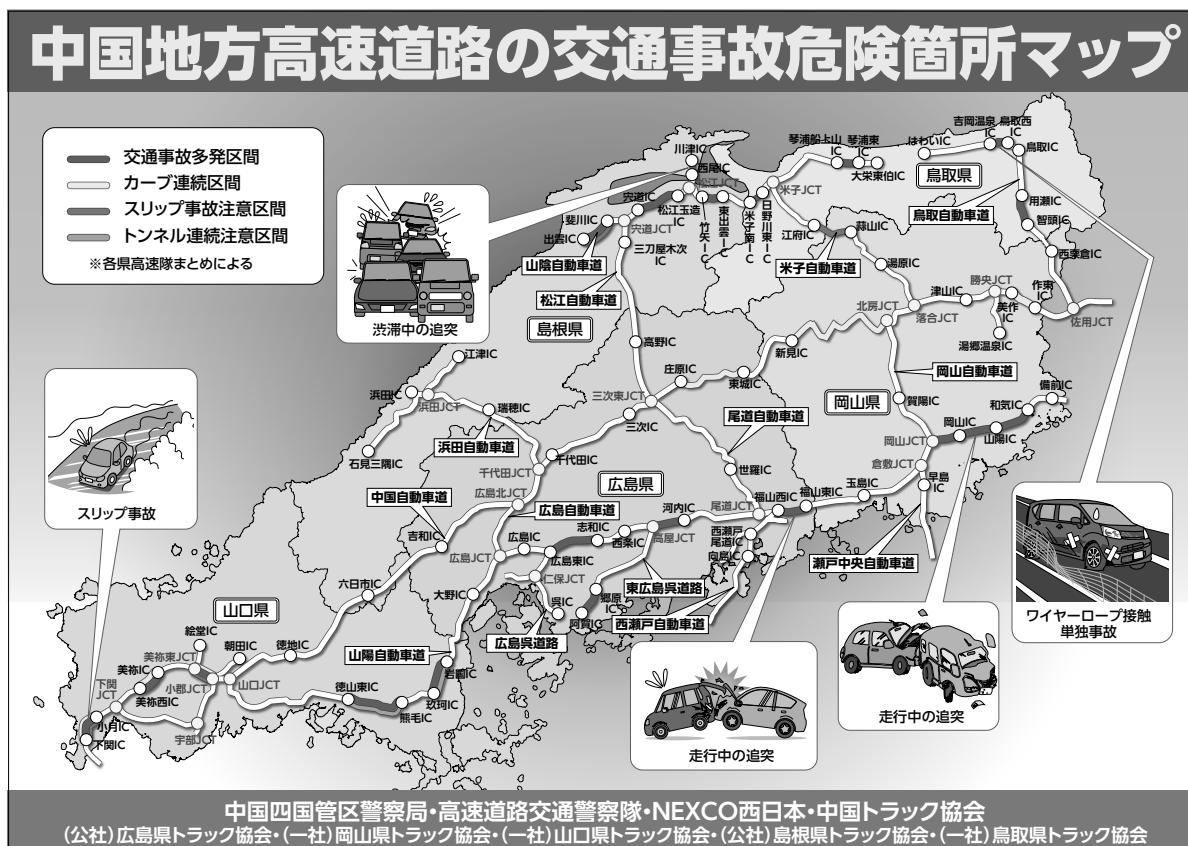 中国地方高速道路の交通事故危険箇所マップ
交通事故多発区間
カーブ連続区間
スリップ事故注意区間
トンネル連続注意区間
※各県高速隊まとめによる
渋滞中の追突
スリップ事故
ワイヤーロープ接触
単独事故
走行中の追突
走行中の追突
鳥取県
島根県
岡山県
広島県
山口県
山陰自動車道
松江自動車道
米子自動車道
鳥取自動車道
岡山自動車道
尾道自動車道
浜田自動車道
中国自動車道
広島自動車道
瀬戸中央自動車道
東広島呉道路
西瀬戸自動車道
広島呉道路
山陽自動車道
川津IC
西尾IC
松江JCT
宍道IC
斐川IC
出雲IC
宍道JCT
松江玉造
IC
三刀屋木次
IC
竹矢IC
東出雲IC
米子南IC
日野川東IC
米子JCT
琴浦船上山
IC
琴浦東
IC
大栄東伯IC
はわいIC
吉岡温泉
IC
鳥取西
IC
鳥取IC
用瀬IC
智頭IC
西粟倉IC
佐用JCT
江府IC
蒜山IC
湯原IC
北房JCT
落合JCT
津山IC
勝央JCT
美作
IC
作東
IC
湯郷温泉IC
高野IC
庄原IC
東城IC
新見IC
三次東JCT
三次IC
賀陽IC
岡山JCT
岡山IC
山陽IC
和気IC
備前IC
倉敷JCT
早島
IC
玉島IC
福山東IC
福山西IC
尾道JCT
世羅IC
西瀬戸
尾道IC
向島IC
河内IC
高屋JCT
西条IC
志和IC
広島東IC
広島IC
広島JCT
仁保JCT
呉IC
郷原
IC
阿賀IC
江津IC
浜田IC
浜田JCT
瑞穂IC
石見三隅IC
千代田JCT
千代田IC
広島北JCT
吉和IC
六日市IC
大野IC
岩国IC
玖珂IC
熊毛IC
徳山東IC
徳地IC
朝田IC
絵堂IC
美祢東JCT
小郡JCT
山口JCT
美祢IC
美祢西IC
下関
JCT
小月IC
下関IC
宇部JCT
中国四国管区警察局・高速道路交通警察隊・NEXCO西日本・中国トラック協会
(公社)広島県トラック協会・(一社)岡山県トラック協会・(一社)山口県トラック協会・(公社)島根県トラック協会・(一社)鳥取県トラック協会